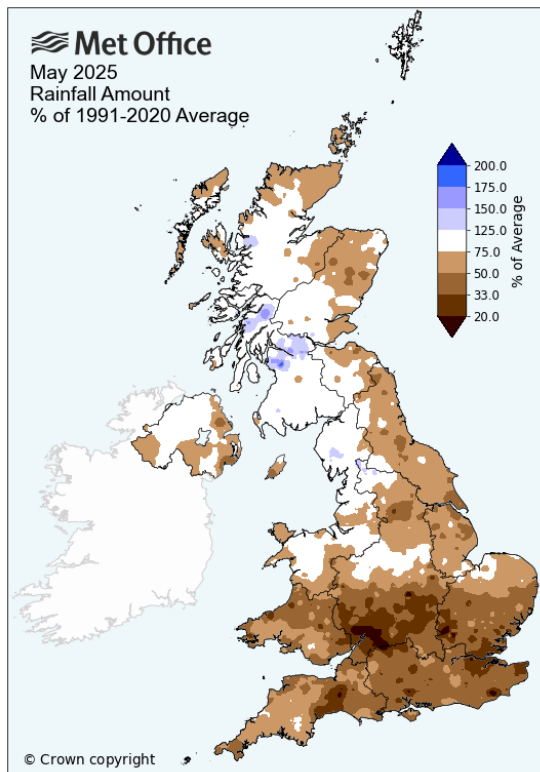 Met Office
May 2025
Rainfall Amount
% of 1991-2020 Average
200.0
175.0
150.0
125.0
75.0
50.0
33.0
20.0
% of Average
© Crown copyright